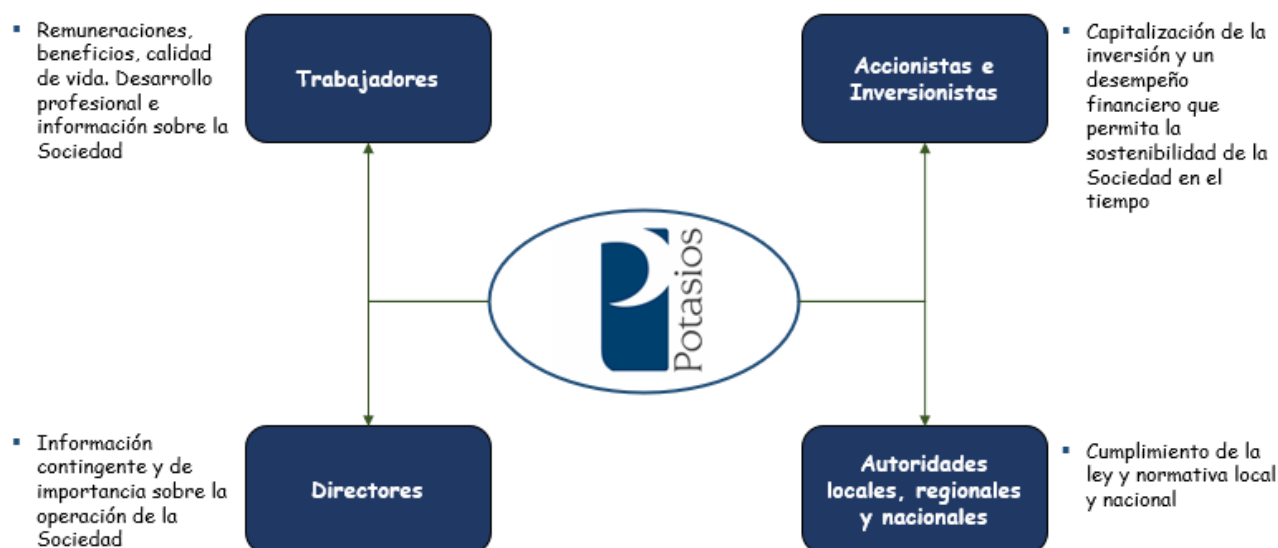 ▪ Remuneraciones,
beneficios, calidad
de vida. Desarrollo
profesional e
información sobre la
Sociedad
Trabajadores
Accionistas e
Inversionistas
▪ Capitalización de la
inversión y un
desempeño
financiero que
permita la
sostenibilidad de la
Sociedad en el
tiempo
Potasios
▪ Información
contingente y de
importancia sobre la
operación de la
Sociedad
Directores
Autoridades
locales, regionales
y nacionales
▪ Cumplimiento de la
ley y normativa local
y nacional